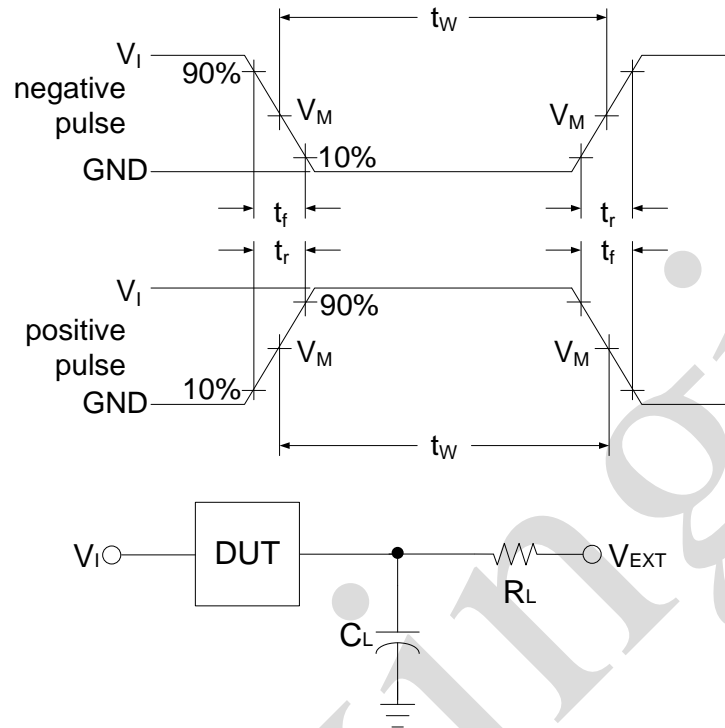 tW
VI
90%
negative
pulse
VM
VM
10%
GND
tf
tr
tr
tf
VI
90%
positive
pulse
VM
VM
10%
GND
tW
VI
DUT
VEXT
RL
CL